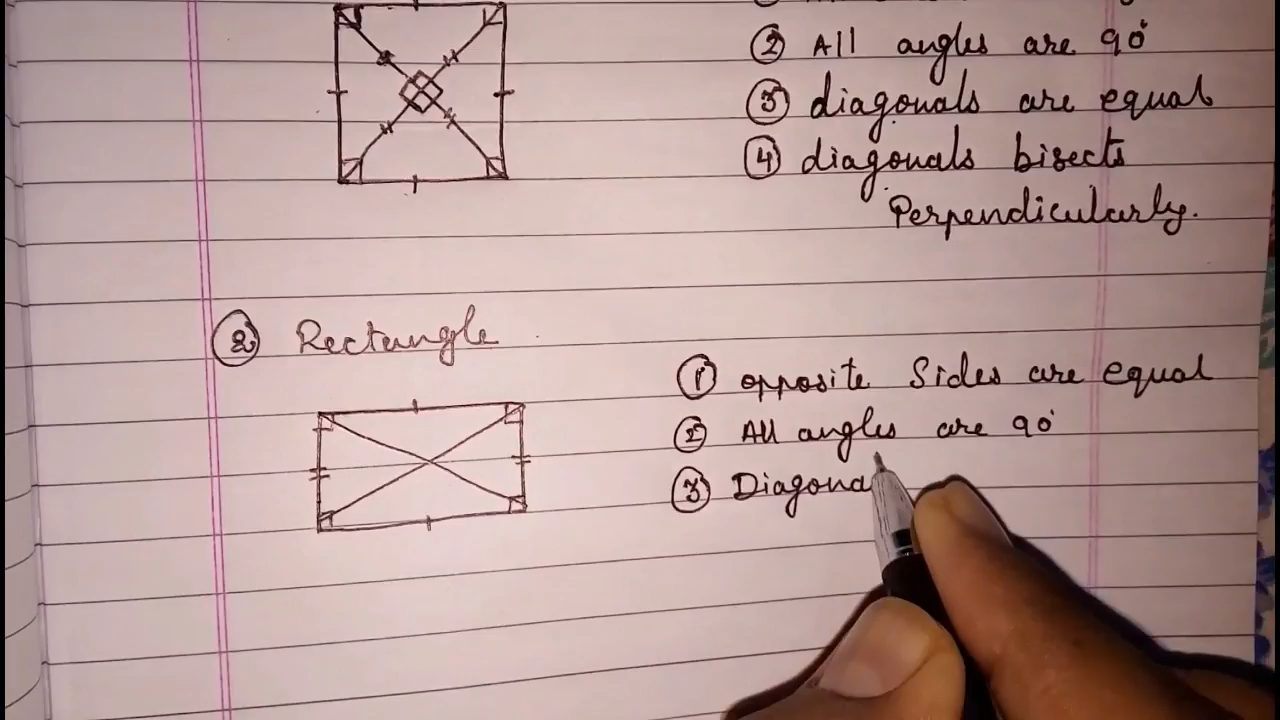 ② All angles are 90°
③ diagonals are equal
④ diagonals bisects
Perpendicularly.
② Rectangle
① opposite Sides are equal
② All angles are 90°
③ Diagona